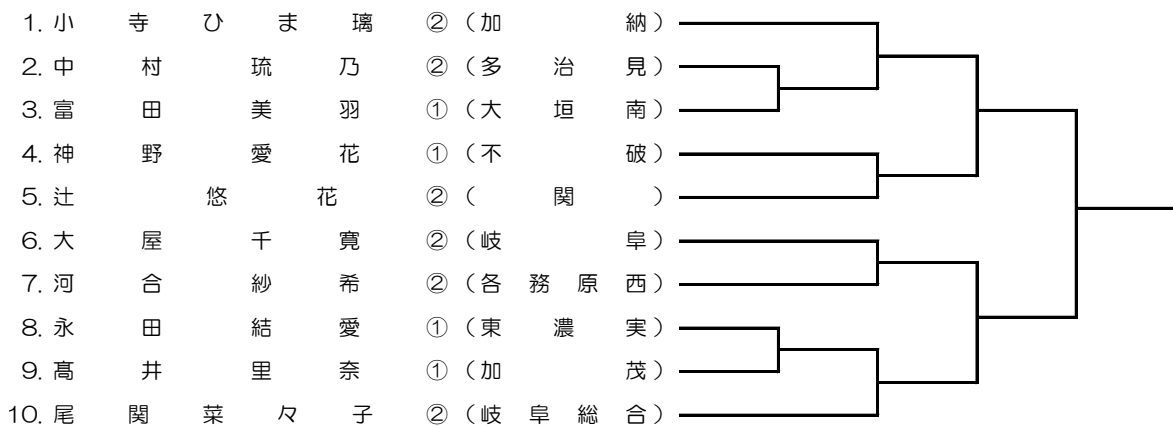 1. 小寺ひま璃 ② （加納）
2. 中村琉乃 ② （多治見）
3. 富田美羽 ① （大垣南）
4. 神野愛花 ① （不破）
5. 辻悠花 ② （関）
6. 大屋千寛 ② （岐阜）
7. 河合紗希 ② （各務原西）
8. 永田結愛 ① （東濃実）
9. 髙井里奈 ① （加茂）
10. 尾関菜々子 ② （岐阜総合）